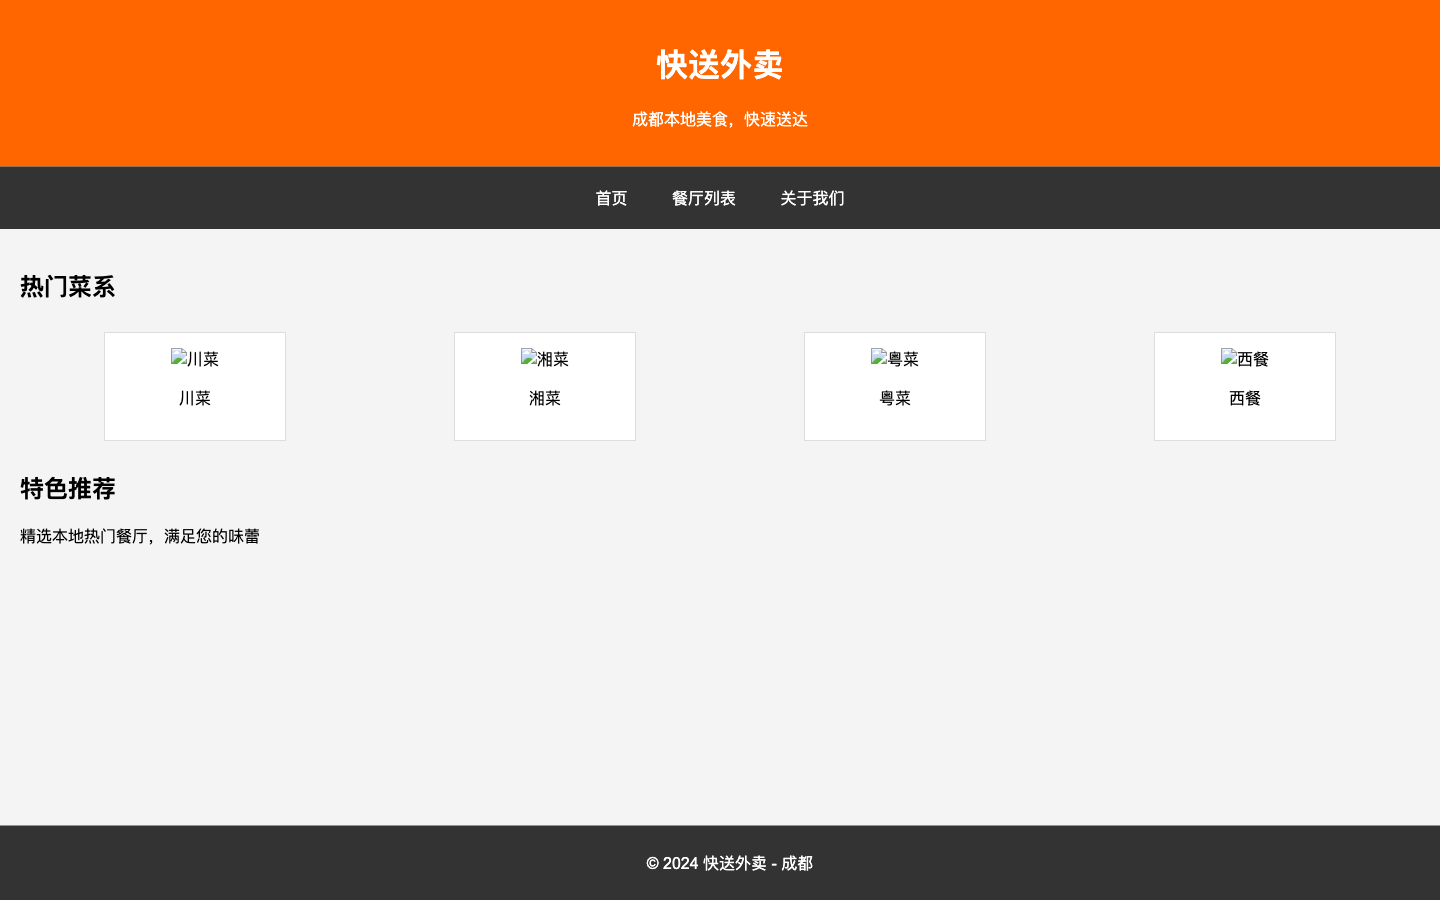 快送外卖
成都本地美食，快速送达
首页 餐厅列表 关于我们
热门菜系
川菜 湘菜 粤菜 西餐
川菜 湘菜 粤菜 西餐
特色推荐
精选本地热门餐厅，满足您的味蕾
© 2024 快送外卖 - 成都